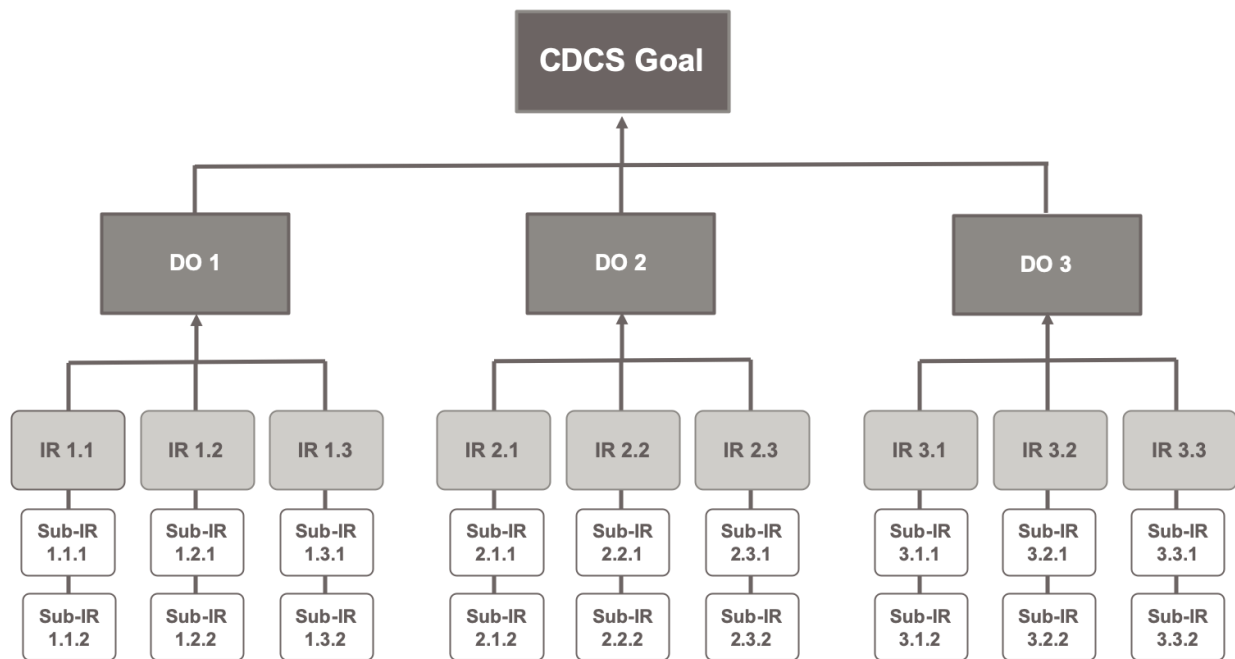 CDCS Goal
DO 1
DO 2
DO 3
IR 1.1
IR 1.2
IR 1.3
IR 2.1
IR 2.2
IR 2.3
IR 3.1
IR 3.2
IR 3.3
Sub-IR
1.1.1
Sub-IR
1.2.1
Sub-IR
1.3.1
Sub-IR
2.1.1
Sub-IR
2.2.1
Sub-IR
2.3.1
Sub-IR
3.1.1
Sub-IR
3.2.1
Sub-IR
3.3.1
Sub-IR
1.1.2
Sub-IR
1.2.2
Sub-IR
1.3.2
Sub-IR
2.1.2
Sub-IR
2.2.2
Sub-IR
2.3.2
Sub-IR
3.1.2
Sub-IR
3.2.2
Sub-IR
3.3.2